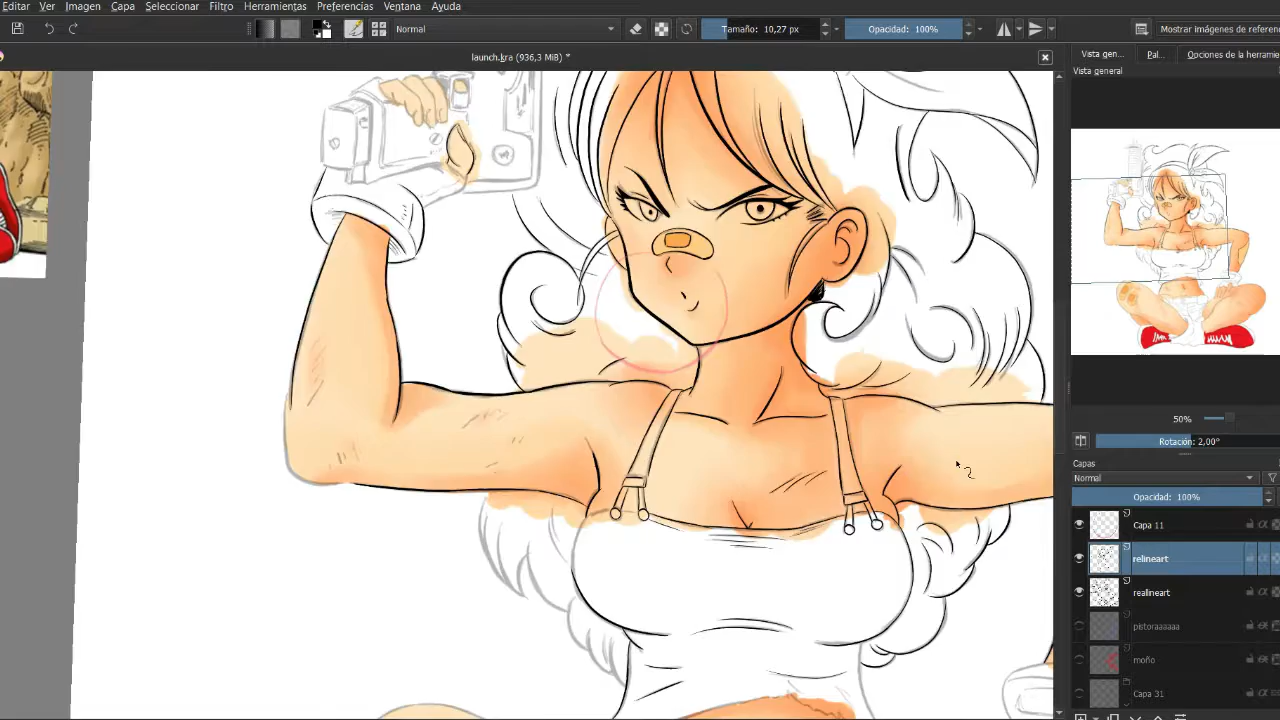 Editar Ver Imagen Capa Seleccionar Filtro Herramientas Preferencias Ventana Ayuda
Normal Tamaño: 10,27 px Opacidad: 100% Mostrar Imágenes de referen
launch.kra (936,3 MiB) *
Vista gen... Pal... Opciones de la herramie
Vista general
50%
Rotación: 2,00°
Capas
Normal
Opacidad: 100%
Capa 11
relineart
realineart
pistoraaaaaa
moño
Capa 31